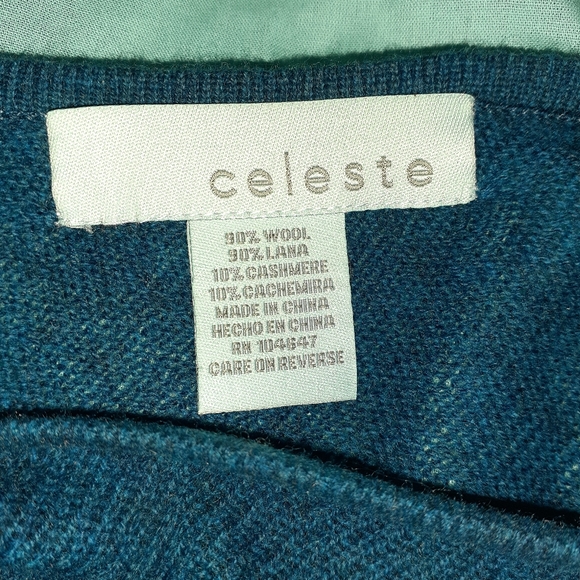 celeste
90% WOOL
90% LANA
10% CASHMERE
10% CACHEMIRA
MADE IN CHINA
HECHO EN CHINA
RN 104647
CARE ON REVERSE